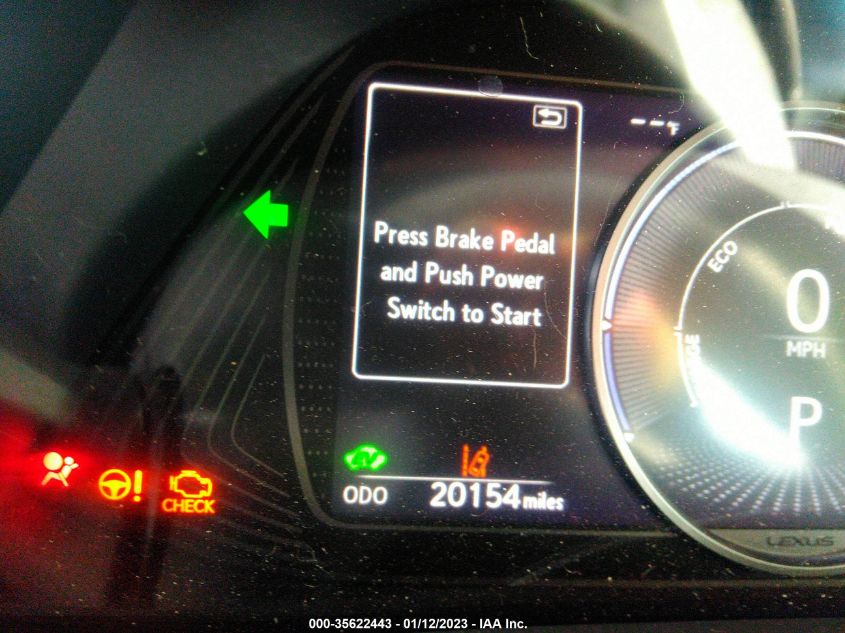 --°F
Press Brake Pedal
and Push Power
Switch to Start
ECO
0
MPH
P
CHECK
ODO 20154 miles
LEXUS
000-35622443 - 01/12/2023 - IAA Inc.